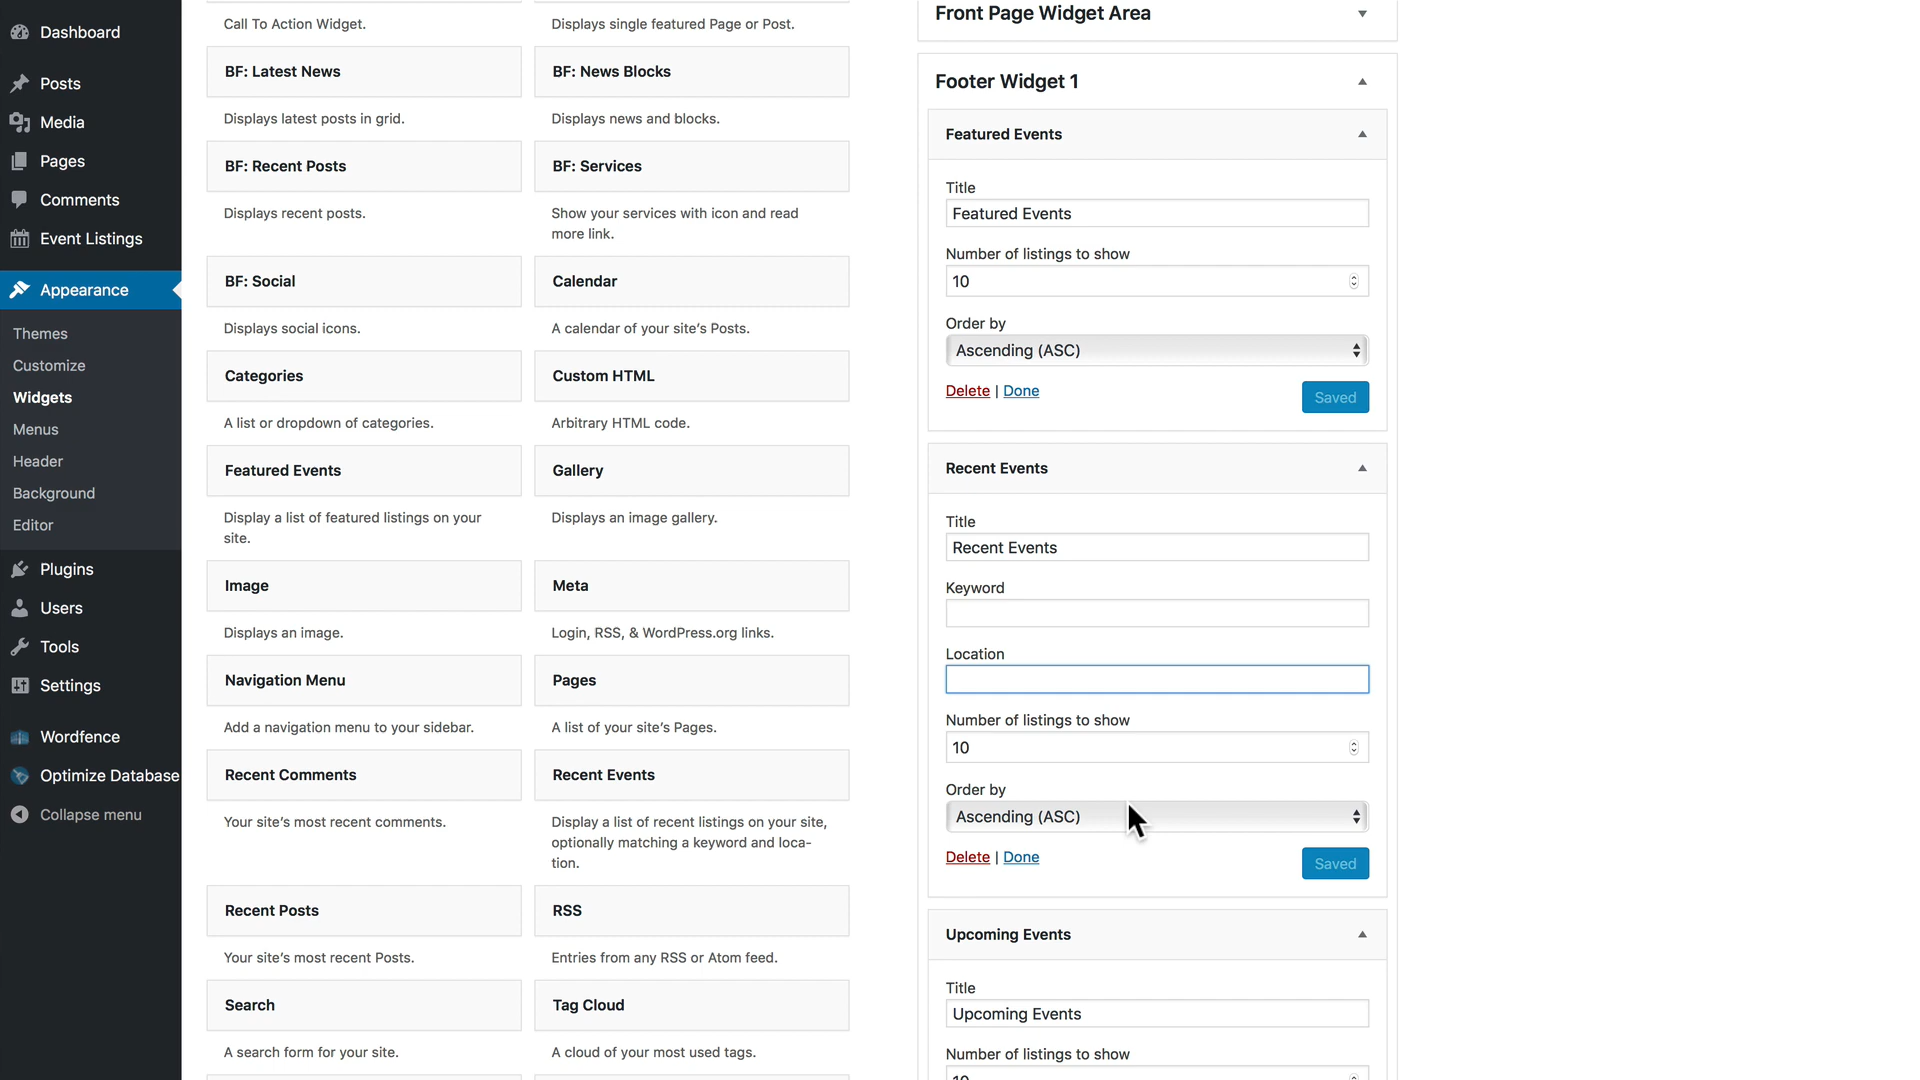 Dashboard
Posts
Media
Pages
Comments
Event Listings
Appearance
Themes
Customize
Widgets
Menus
Header
Background
Editor
Plugins
Users
Tools
Settings
Wordfence
Optimize Database
Collapse menu
Call To Action Widget.
Displays single featured Page or Post.
BF: Latest News
BF: News Blocks
Displays latest posts in grid.
Displays news and blocks.
BF: Recent Posts
BF: Services
Displays recent posts.
Show your services with icon and read
more link.
BF: Social
Calendar
Displays social icons.
A calendar of your site's Posts.
Categories
Custom HTML
A list or dropdown of categories.
Arbitrary HTML code.
Featured Events
Gallery
Display a list of featured listings on your
site.
Displays an image gallery.
Image
Meta
Displays an image.
Login, RSS, & WordPress.org links.
Navigation Menu
Pages
Add a navigation menu to your sidebar.
A list of your site's Pages.
Recent Comments
Recent Events
Your site's most recent comments.
Display a list of recent listings on your site,
optionally matching a keyword and loca-
tion.
Recent Posts
RSS
Your site's most recent Posts.
Entries from any RSS or Atom feed.
Search
Tag Cloud
A search form for your site.
A cloud of your most used tags.
Front Page Widget Area
Footer Widget 1
Featured Events
Title
Featured Events
Number of listings to show
10
Order by
Ascending (ASC)
Delete | Done
Saved
Recent Events
Title
Recent Events
Keyword
Location
Number of listings to show
10
Order by
Ascending (ASC)
Delete | Done
Saved
Upcoming Events
Title
Upcoming Events
Number of listings to show
10